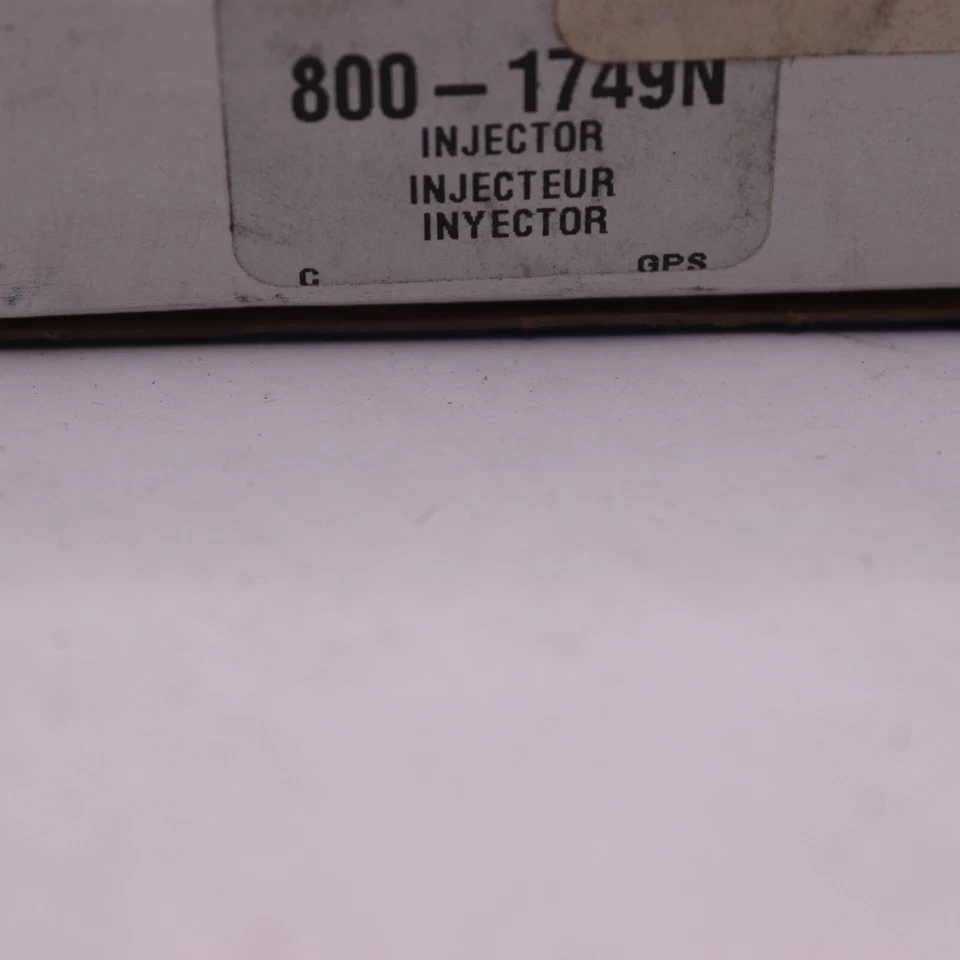 800-1749N
INJECTOR
INJECTEUR
INYECTOR
C GPS